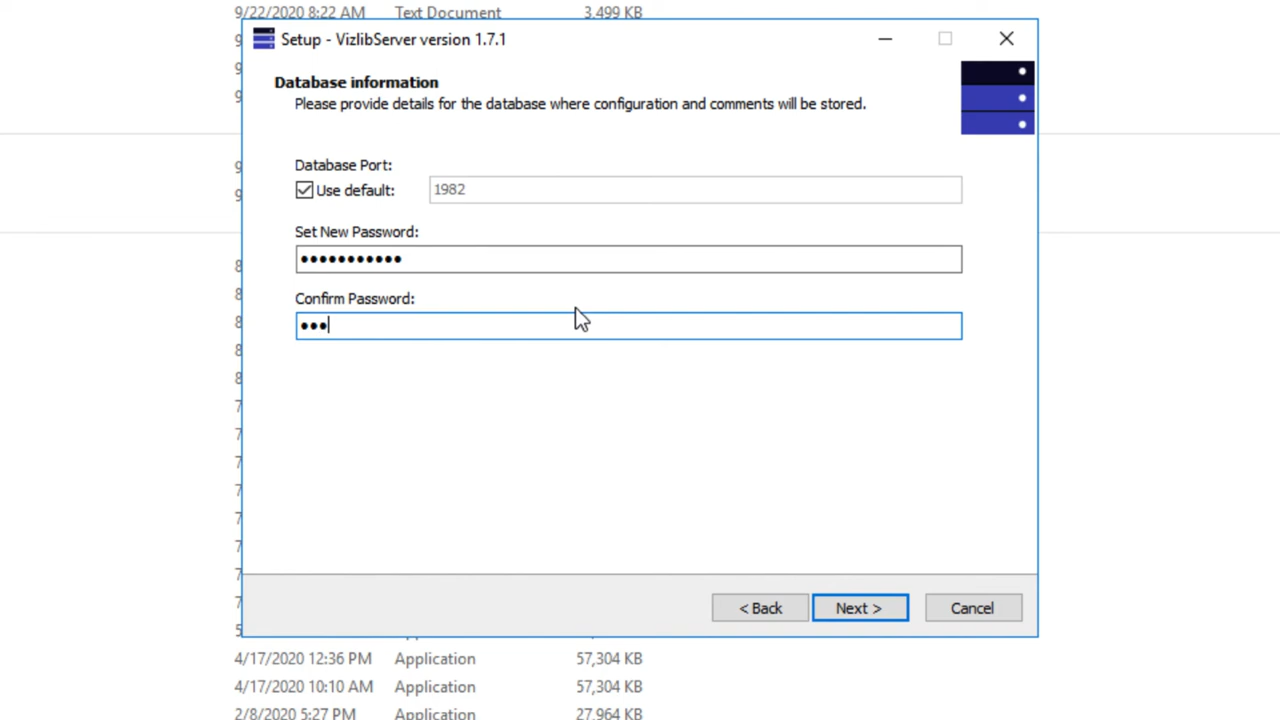 9/22/2020 8:22 AM Text Document 3,499 KB
Setup - VizlibServer version 1.7.1
Database information
Please provide details for the database where configuration and comments will be stored.
Database Port:
Use default: 1982
Set New Password:
●●●●●●●●●●●
Confirm Password:
●●●
< Back Next > Cancel
4/17/2020 12:36 PM Application 57,304 KB
4/17/2020 10:10 AM Application 57,304 KB
2/8/2020 5:27 PM Application 27,964 KB